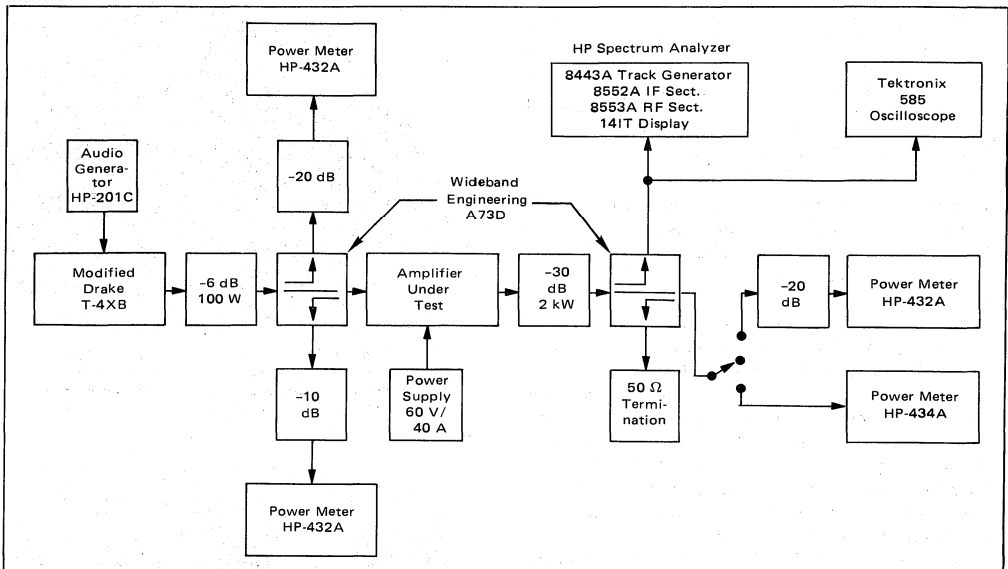 Power Meter
HP-432A
HP Spectrum Analyzer
8443A Track Generator
8552A IF Sect.
8553A RF Sect.
14IT Display
Tektronix
585
Oscilloscope
Audio
Genera-
tor
HP-201C
-20 dB
Wideband
Engineering
A73D
Modified
Drake
T-4XB
-6 dB
100 W
Amplifier
Under
Test
-30
dB
2 kW
-20
dB
Power Meter
HP-432A
-10
dB
Power
Supply
60 V/
40 A
50 Ω
Termi-
nation
Power Meter
HP-434A
Power Meter
HP-432A